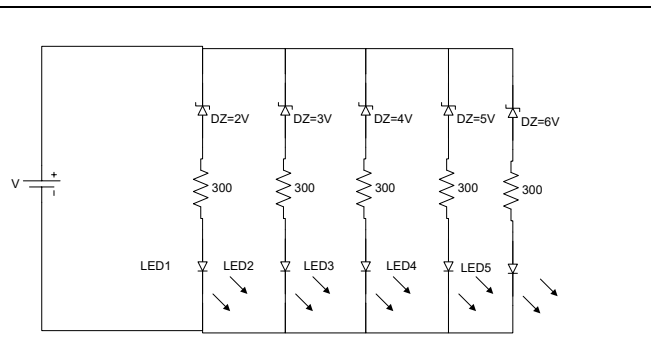 DZ=2V DZ=3V DZ=4V DZ=5V DZ=6V
V + -
300 300 300 300 300
LED1 LED2 LED3 LED4 LED5